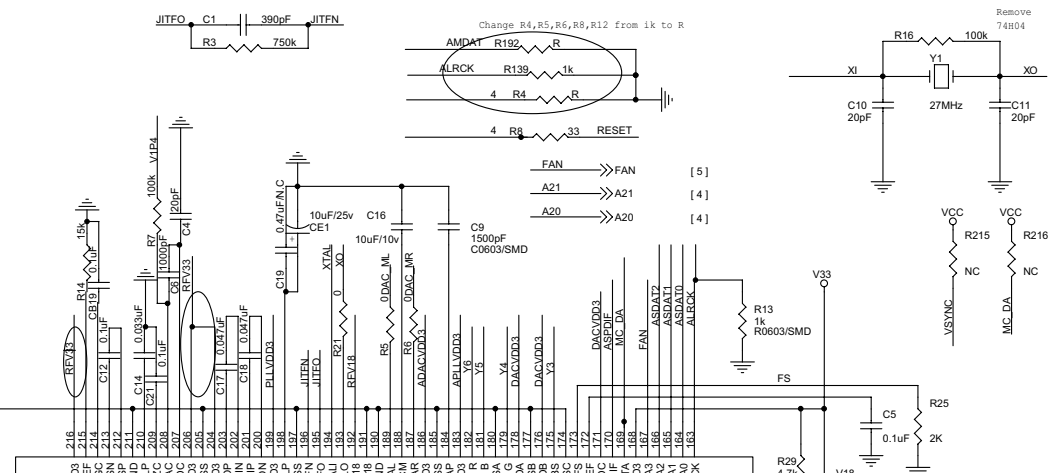 Remove
74H04
Change R4,R5,R6,R8,R12 from ik to R
JITFO C1 390pF JITFN
R3 750k
AMDAT R192 R
ALRCK R139 1k
4 R4 R
4 R8 33 RESET
R16 100k
Y1
XI XO
C10
20pF
27MHz
C11
20pF
FAN FAN [ 5 ]
A21 A21 [ 4 ]
A20 A20 [ 4 ]
V1P4
100k
R7
20pF
C4
15k
R14
0.1uF
CB19
1000pF
C6
RFV33
0.47uF/N.C
C19
10uF/25v
CE1
+
C16
10uF/10v
C9
1500pF
C0603/SMD
VCC
R215
NC
VSYNC
VCC
R216
NC
MC_DA
V33
R13
1k
R0603/SMD
RFV33
0.1uF
C12
0.033uF
C14
0.1uF
C21
0.047uF
C17
0.047uF
C18
PLLVDD3
JITFN
JITFO
XTAL
XO
0
R21
RFV18
0DAC_ML
R5
0DAC_MR
R6
ADACVDD3
APLLVDD3
Y6
Y5
Y4
DACVDD3
DACVDD3
Y3
DACVDD3
ASPDIF
MC_DA
FAN
ASDAT2
ASDAT1
ASDAT0
ALRCK
FS
C5
0.1uF
R25
2K
R29
4.7k
V18
216
215
214
213
212
211
210
209
208
207
206
205
204
203
202
201
200
199
198
197
196
195
194
193
192
191
190
189
188
187
186
185
184
183
182
181
180
179
178
177
176
175
174
173
172
171
170
169
168
167
166
165
164
163